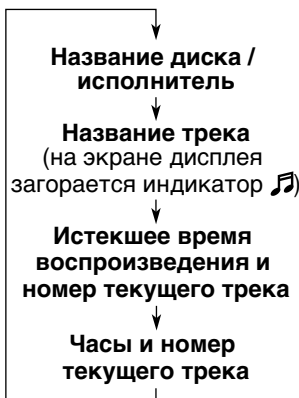 Название диска /
исполнитель
Название трека
(на экране дисплея
загорается индикатор 🎵)
Истекшее время
воспроизведения и
номер текущего трека
Часы и номер
текущего трека